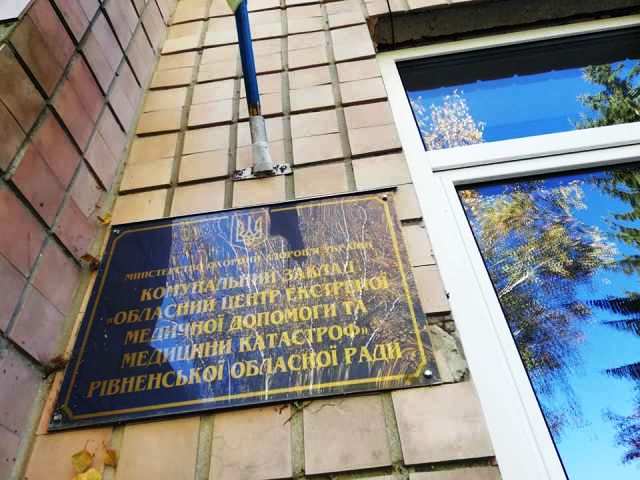 МІНІСТЕРСТВО ОХОРОНИ ЗДОРОВ'Я УКРАЇНИ
КОМУНАЛЬНИЙ ЗАКЛАД
«ОБЛАСНИЙ ЦЕНТР ЕКСТРЕНОЇ
МЕДИЧНОЇ ДОПОМОГИ ТА
МЕДИЦИНИ КАТАСТРОФ»
РІВНЕНСЬКОЇ ОБЛАСНОЇ РАДИ